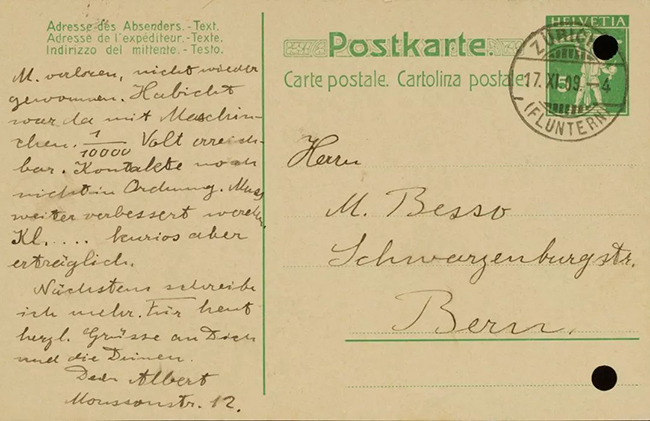 Adresse des Absenders. -Text.
Adresse de l'expéditeur. -Texte.
Indirizzo del mittente. -Testo.
M. verloren, nicht wieder
gewonnen. Habicht
war da mit Maschin-
chen. 1/10000 Volt erreich-
bar. Kontakte noch
nicht in Ordnung. Muss
weiter verbessert werden.
Kl..... kurios aber
erträglich.
Nächstens schreibe
ich mehr. Für heut
herzl. Grüsse an Dich
und die Deinen.
Dein Albert
Moussonstr. 12.
Postkarte.
Carte postale. Cartolina postale.
HELVETIA
5
ZÜRICH
17.XI.09. 4
(FLUNTERN)
Herrn
M. Besso
Schwarzenburgstr.
Bern.